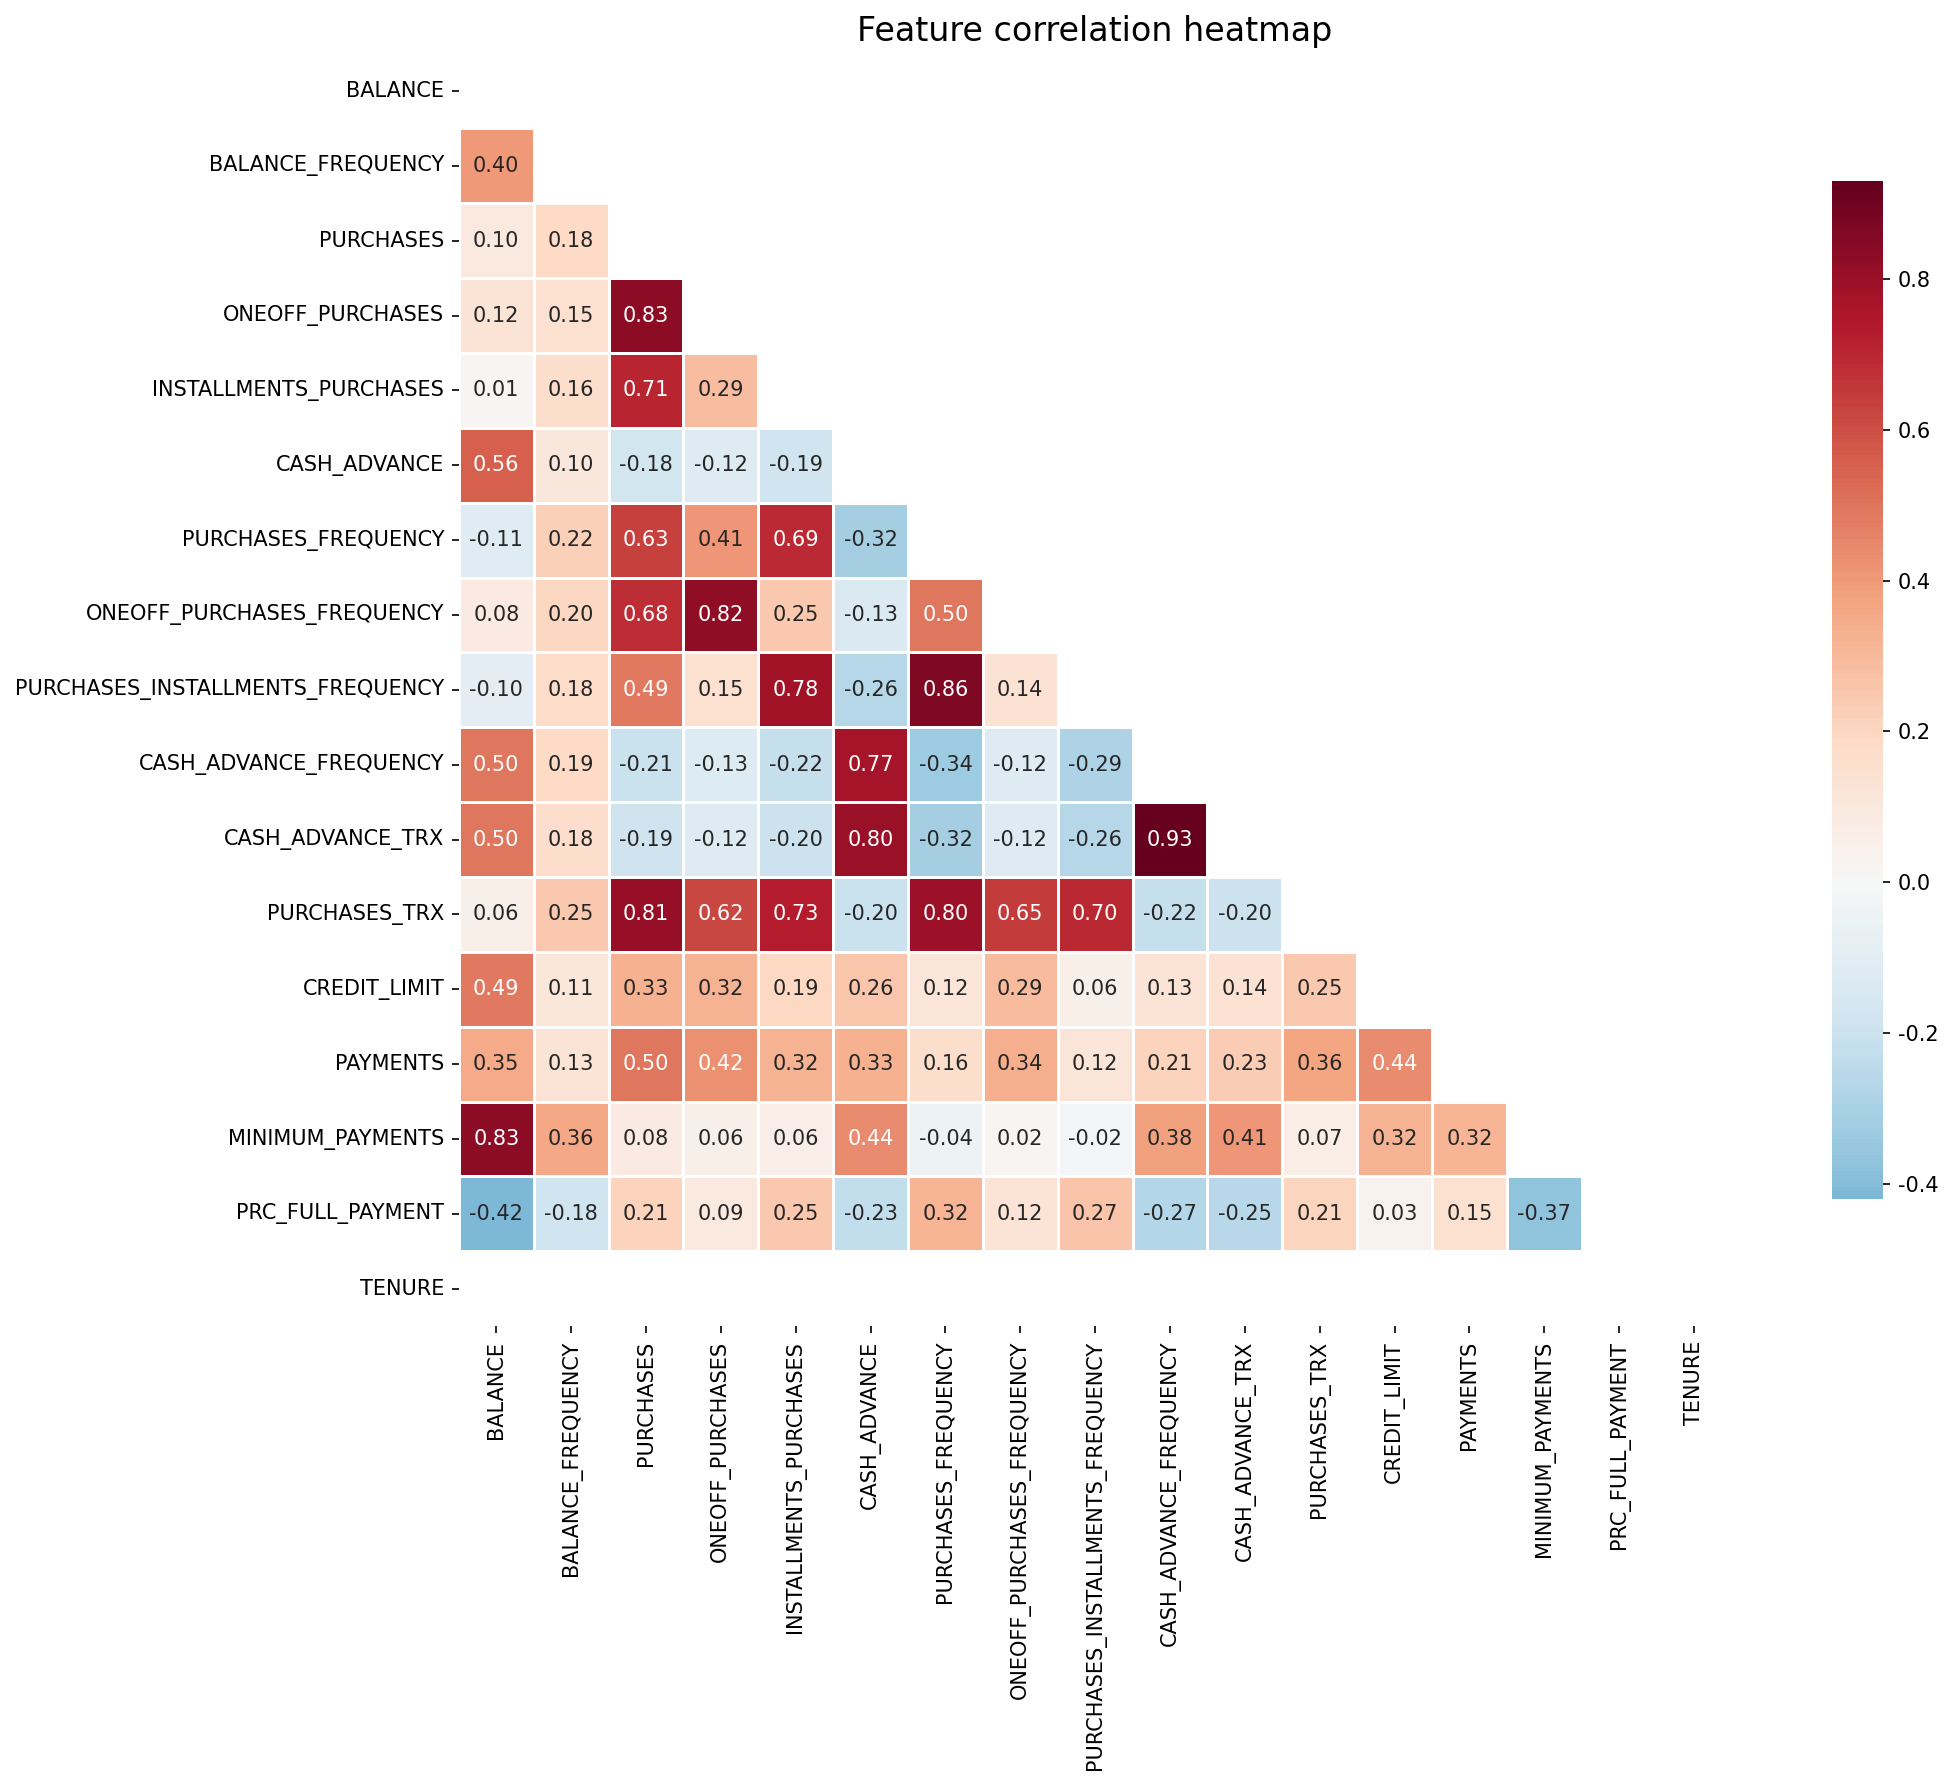 Feature correlation heatmap
BALANCE
BALANCE_FREQUENCY 0.40
PURCHASES 0.10 0.18
ONEOFF_PURCHASES 0.12 0.15 0.83
INSTALLMENTS_PURCHASES 0.01 0.16 0.71 0.29
CASH_ADVANCE 0.56 0.10 -0.18 -0.12 -0.19
PURCHASES_FREQUENCY -0.11 0.22 0.63 0.41 0.69 -0.32
ONEOFF_PURCHASES_FREQUENCY 0.08 0.20 0.68 0.82 0.25 -0.13 0.50
PURCHASES_INSTALLMENTS_FREQUENCY -0.10 0.18 0.49 0.15 0.78 -0.26 0.86 0.14
CASH_ADVANCE_FREQUENCY 0.50 0.19 -0.21 -0.13 -0.22 0.77 -0.34 -0.12 -0.29
CASH_ADVANCE_TRX 0.50 0.18 -0.19 -0.12 -0.20 0.80 -0.32 -0.12 -0.26 0.93
PURCHASES_TRX 0.06 0.25 0.81 0.62 0.73 -0.20 0.80 0.65 0.70 -0.22 -0.20
CREDIT_LIMIT 0.49 0.11 0.33 0.32 0.19 0.26 0.12 0.29 0.06 0.13 0.14 0.25
PAYMENTS 0.35 0.13 0.50 0.42 0.32 0.33 0.16 0.34 0.12 0.21 0.23 0.36 0.44
MINIMUM_PAYMENTS 0.83 0.36 0.08 0.06 0.06 0.44 -0.04 0.02 -0.02 0.38 0.41 0.07 0.32 0.32
PRC_FULL_PAYMENT -0.42 -0.18 0.21 0.09 0.25 -0.23 0.32 0.12 0.27 -0.27 -0.25 0.21 0.03 0.15 -0.37
TENURE
BALANCE
BALANCE_FREQUENCY
PURCHASES
ONEOFF_PURCHASES
INSTALLMENTS_PURCHASES
CASH_ADVANCE
PURCHASES_FREQUENCY
ONEOFF_PURCHASES_FREQUENCY
PURCHASES_INSTALLMENTS_FREQUENCY
CASH_ADVANCE_FREQUENCY
CASH_ADVANCE_TRX
PURCHASES_TRX
CREDIT_LIMIT
PAYMENTS
MINIMUM_PAYMENTS
PRC_FULL_PAYMENT
TENURE
0.8
0.6
0.4
0.2
0.0
-0.2
-0.4